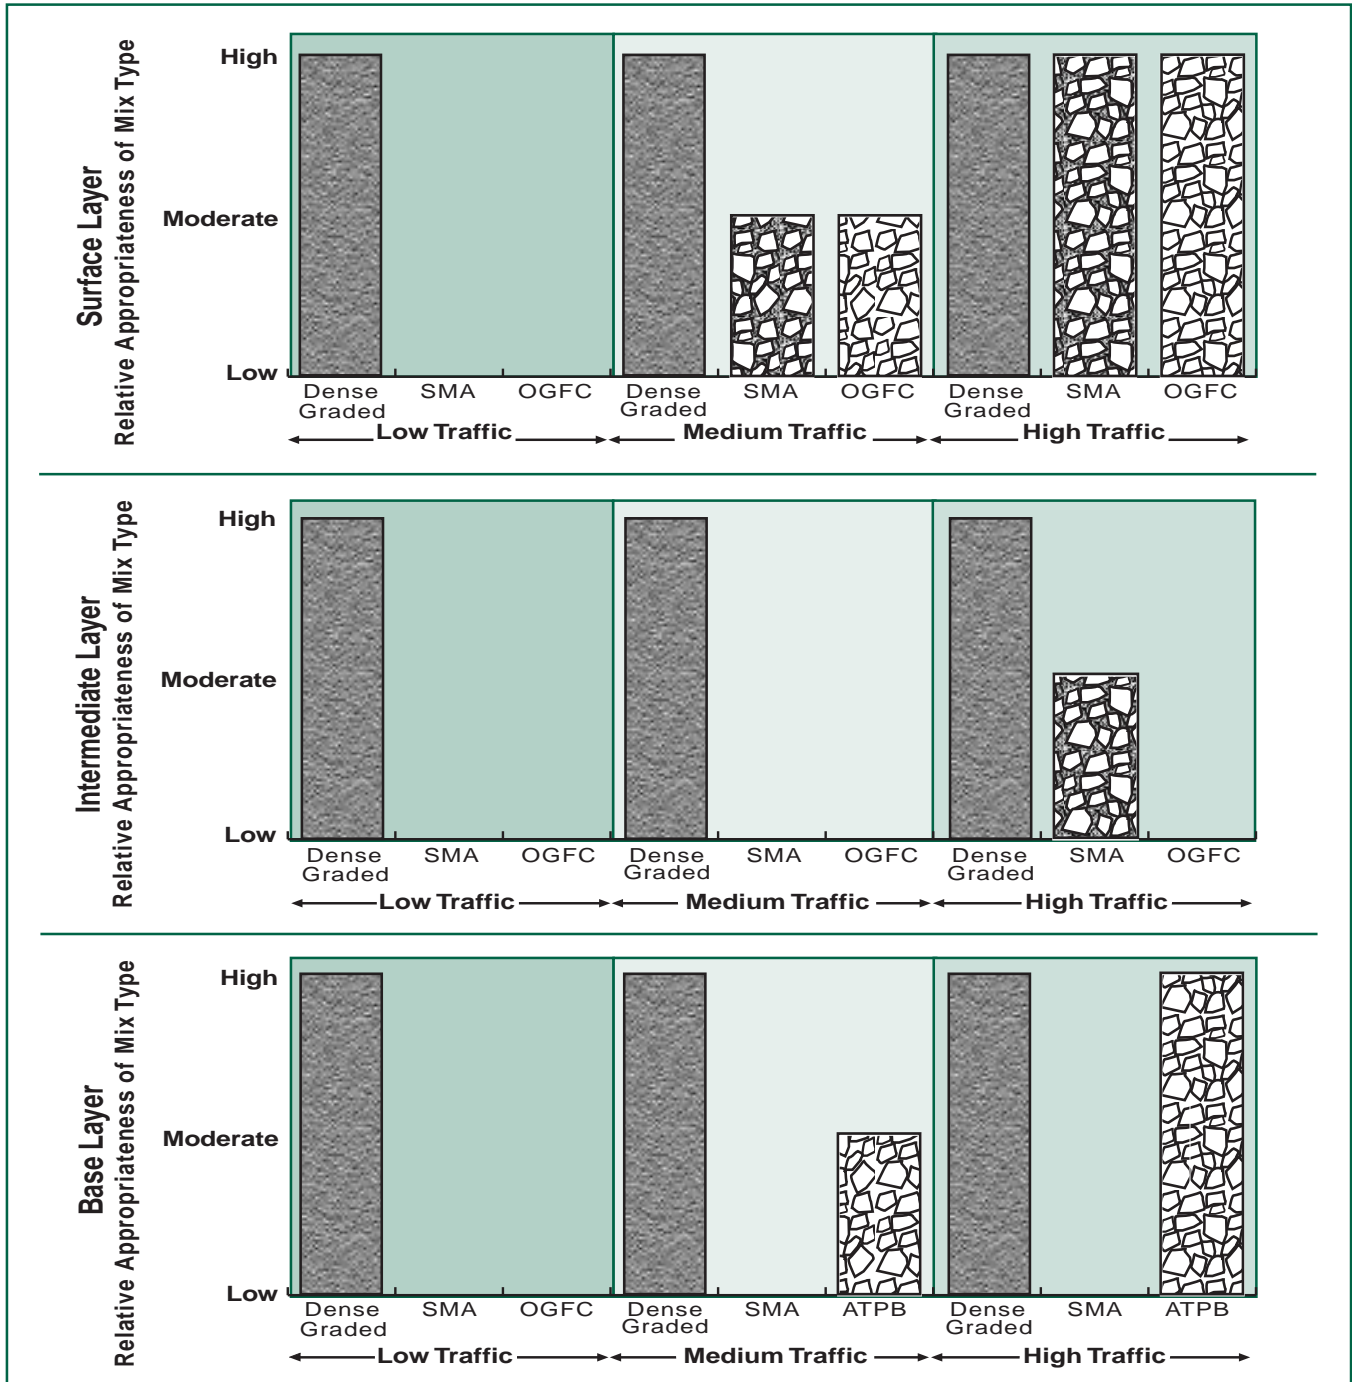 Surface Layer
Relative Appropriateness of Mix Type
High
Moderate
Low
Dense Graded
SMA
OGFC
Dense Graded
SMA
OGFC
Dense Graded
SMA
OGFC
Low Traffic
Medium Traffic
High Traffic
Intermediate Layer
Relative Appropriateness of Mix Type
High
Moderate
Low
Dense Graded
SMA
OGFC
Dense Graded
SMA
OGFC
Dense Graded
SMA
OGFC
Low Traffic
Medium Traffic
High Traffic
Base Layer
Relative Appropriateness of Mix Type
High
Moderate
Low
Dense Graded
SMA
OGFC
Dense Graded
SMA
ATPB
Dense Graded
SMA
ATPB
Low Traffic
Medium Traffic
High Traffic